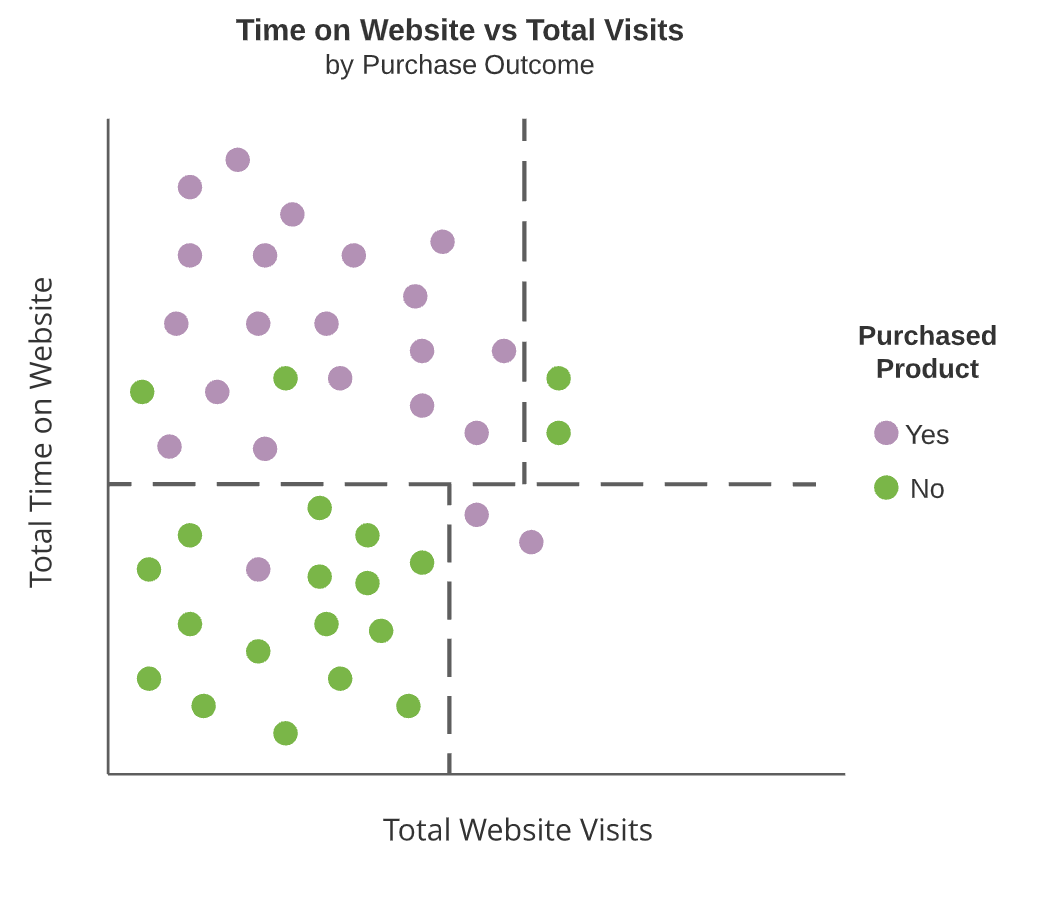 Time on Website vs Total Visits
by Purchase Outcome
Total Time on Website
Purchased
Product
Yes
No
Total Website Visits